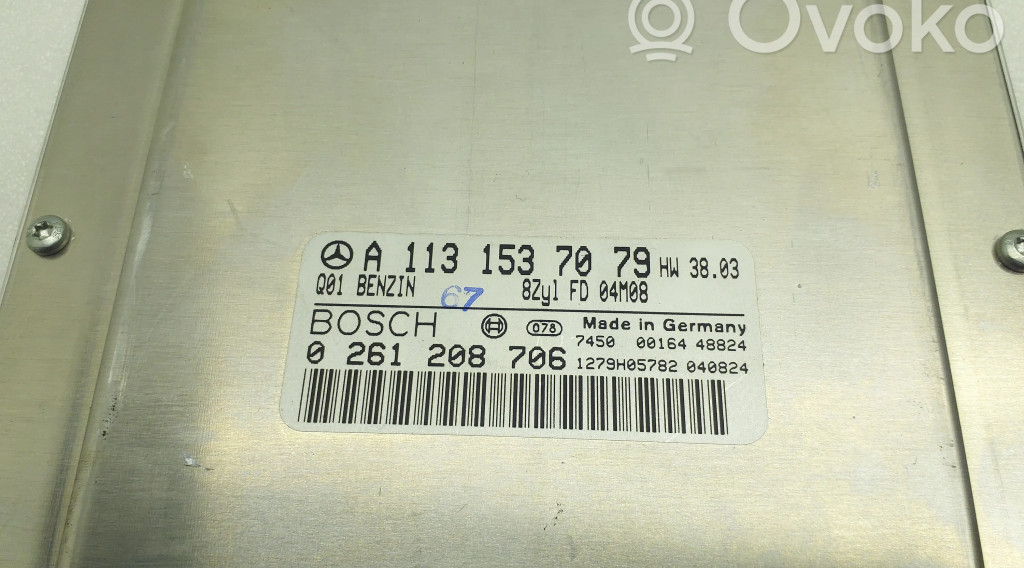 Ovoko
A 113 153 70 79 HW 38.03
Q01 BENZIN 67 8Zyl FD 04M08
BOSCH 078 Made in Germany
7450 00164 48824
0 261 208 706 1279H05782 040824